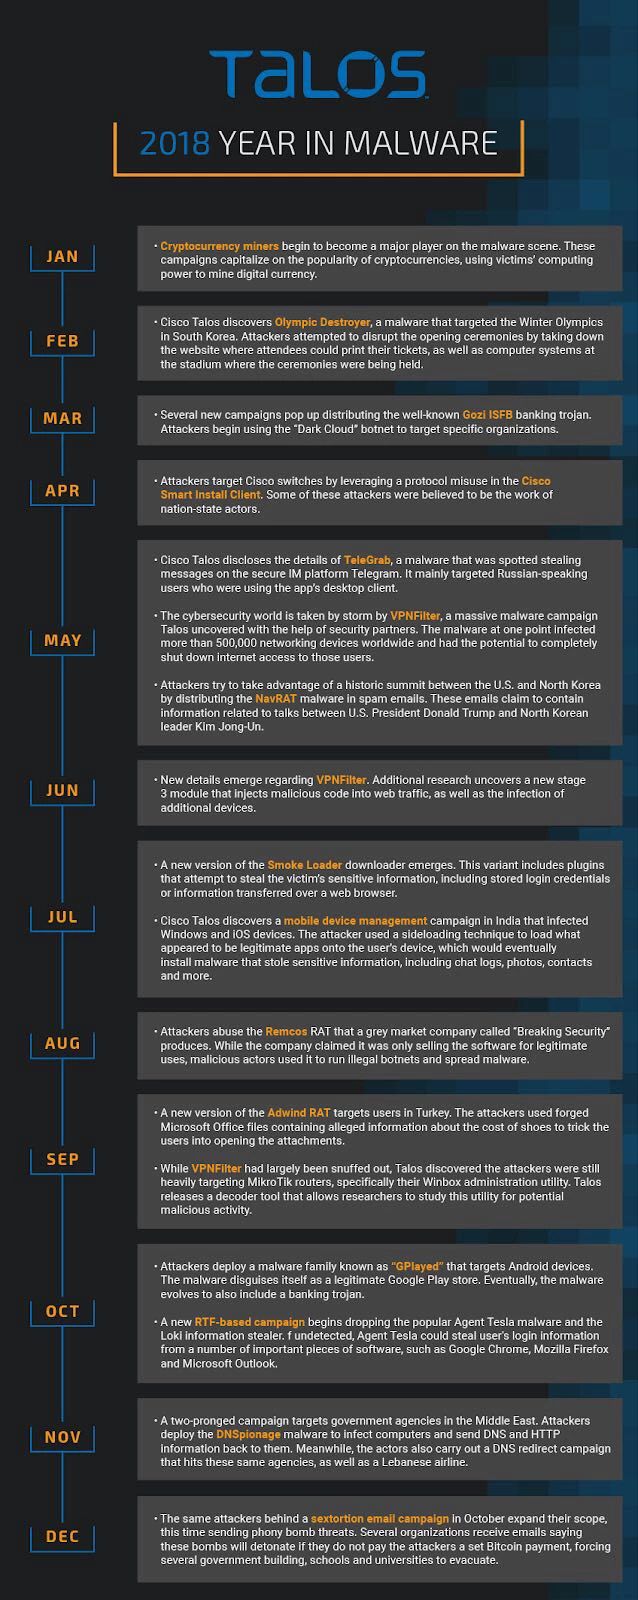 TALOS
2018 YEAR IN MALWARE
JAN
• Cryptocurrency miners begin to become a major player on the malware scene. These
campaigns capitalize on the popularity of cryptocurrencies, using victims' computing
power to mine digital currency.
FEB
• Cisco Talos discovers Olympic Destroyer, a malware that targeted the Winter Olympics
in South Korea. Attackers attempted to disrupt the opening ceremonies by taking down
the website where attendees could print their tickets, as well as computer systems at
the stadium where the ceremonies were being held.
MAR
• Several new campaigns pop up distributing the well-known Gozi ISFB banking trojan.
Attackers begin using the “Dark Cloud” botnet to target specific organizations.
APR
• Attackers target Cisco switches by leveraging a protocol misuse in the Cisco
Smart Install Client. Some of these attackers were believed to be the work of
nation-state actors.
MAY
• Cisco Talos discloses the details of TeleGrab, a malware that was spotted stealing
messages on the secure IM platform Telegram. It mainly targeted Russian-speaking
users who were using the app's desktop client.
• The cybersecurity world is taken by storm by VPNFilter, a massive malware campaign
Talos uncovered with the help of security partners. The malware at one point infected
more than 500,000 networking devices worldwide and had the potential to completely
shut down internet access to those users.
• Attackers try to take advantage of a historic summit between the U.S. and North Korea
by distributing the NavRAT malware in spam emails. These emails claim to contain
information related to talks between U.S. President Donald Trump and North Korean
leader Kim Jong-Un.
JUN
• New details emerge regarding VPNFilter. Additional research uncovers a new stage
3 module that injects malicious code into web traffic, as well as the infection of
additional devices.
JUL
• A new version of the Smoke Loader downloader emerges. This variant includes plugins
that attempt to steal the victim's sensitive information, including stored login credentials
or information transferred over a web browser.
• Cisco Talos discovers a mobile device management campaign in India that infected
Windows and iOS devices. The attacker used a sideloading technique to load what
appeared to be legitimate apps onto the user's device, which would eventually
install malware that stole sensitive information, including chat logs, photos, contacts
and more.
AUG
• Attackers abuse the Remcos RAT that a grey market company called “Breaking Security”
produces. While the company claimed it was only selling the software for legitimate
uses, malicious actors used it to run illegal botnets and spread malware.
SEP
• A new version of the Adwind RAT targets users in Turkey. The attackers used forged
Microsoft Office files containing alleged information about the cost of shoes to trick the
users into opening the attachments.
• While VPNFilter had largely been snuffed out, Talos discovered the attackers were still
heavily targeting MikroTik routers, specifically their Winbox administration utility. Talos
releases a decoder tool that allows researchers to study this utility for potential
malicious activity.
OCT
• Attackers deploy a malware family known as “GPlayed” that targets Android devices.
The malware disguises itself as a legitimate Google Play store. Eventually, the malware
evolves to also include a banking trojan.
• A new RTF-based campaign begins dropping the popular Agent Tesla malware and the
Loki information stealer. f undetected, Agent Tesla could steal user's login information
from a number of important pieces of software, such as Google Chrome, Mozilla Firefox
and Microsoft Outlook.
NOV
• A two-pronged campaign targets government agencies in the Middle East. Attackers
deploy the DNSpionage malware to infect computers and send DNS and HTTP
information back to them. Meanwhile, the actors also carry out a DNS redirect campaign
that hits these same agencies, as well as a Lebanese airline.
DEC
• The same attackers behind a sextortion email campaign in October expand their scope,
this time sending phony bomb threats. Several organizations receive emails saying
these bombs will detonate if they do not pay the attackers a set Bitcoin payment, forcing
several government building, schools and universities to evacuate.